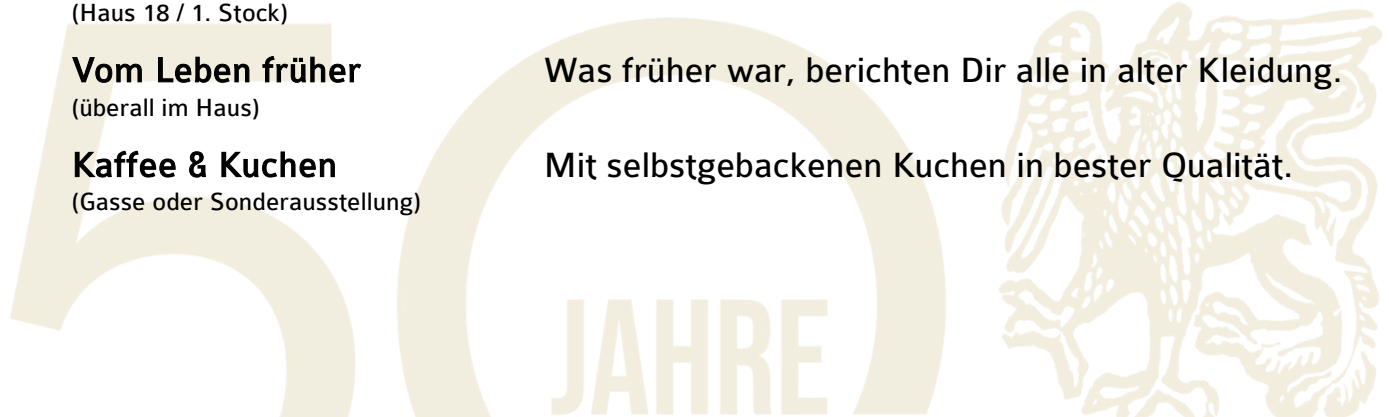 (Haus 18 / 1. Stock)
Vom Leben früher
Was früher war, berichten Dir alle in alter Kleidung.
(überall im Haus)
Kaffee & Kuchen
Mit selbstgebackenen Kuchen in bester Qualität.
(Gasse oder Sonderausstellung)
50
JAHRE